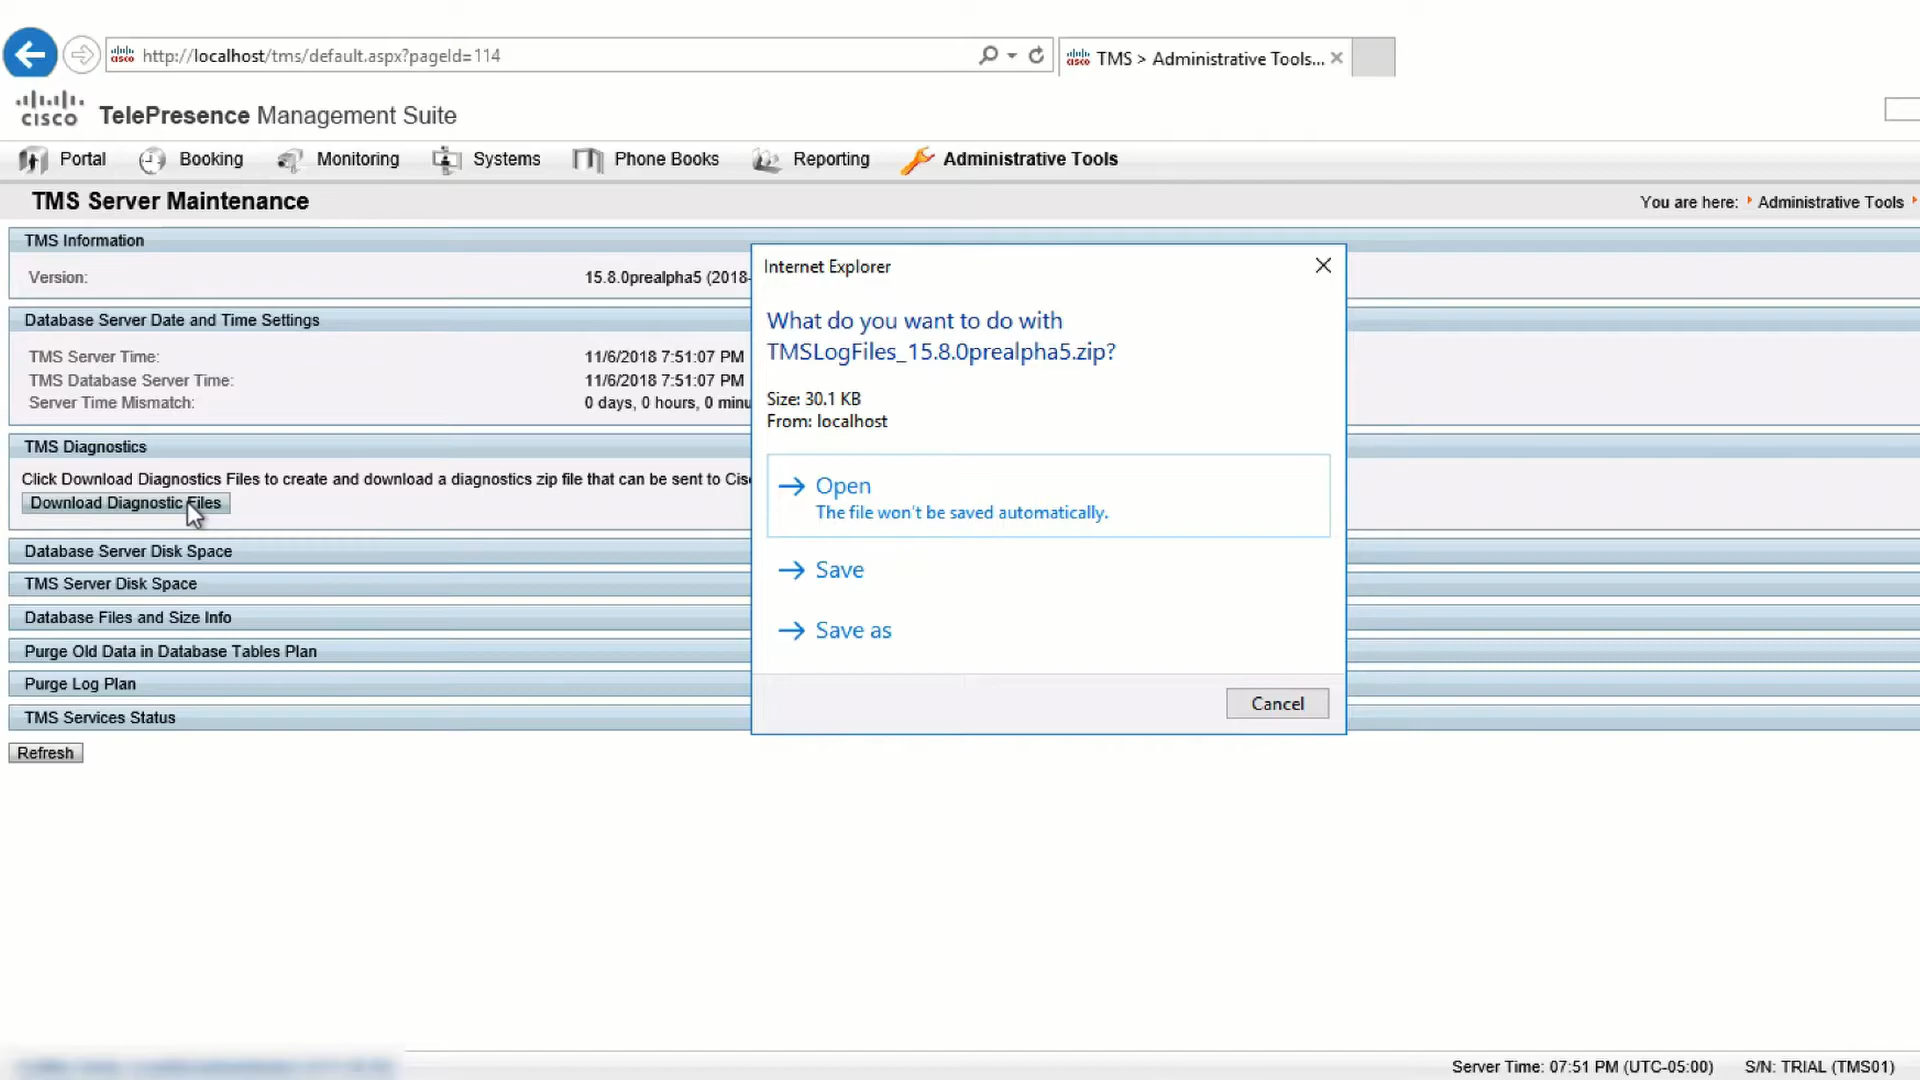 http://localhost/tms/default.aspx?pageId=114
TMS > Administrative Tools...
CISCO TelePresence Management Suite
Portal Booking Monitoring Systems Phone Books Reporting Administrative Tools
TMS Server Maintenance
You are here: Administrative Tools
TMS Information
Version: 15.8.0prealpha5 (2018-
Database Server Date and Time Settings
TMS Server Time: 11/6/2018 7:51:07 PM
TMS Database Server Time: 11/6/2018 7:51:07 PM
Server Time Mismatch: 0 days, 0 hours, 0 minu
TMS Diagnostics
Click Download Diagnostics Files to create and download a diagnostics zip file that can be sent to Cisc
Download Diagnostic Files
Database Server Disk Space
TMS Server Disk Space
Database Files and Size Info
Purge Old Data in Database Tables Plan
Purge Log Plan
TMS Services Status
Refresh
Internet Explorer
What do you want to do with
TMSLogFiles_15.8.0prealpha5.zip?
Size: 30.1 KB
From: localhost
Open
The file won't be saved automatically.
Save
Save as
Cancel
Server Time: 07:51 PM (UTC-05:00) S/N: TRIAL (TMS01)